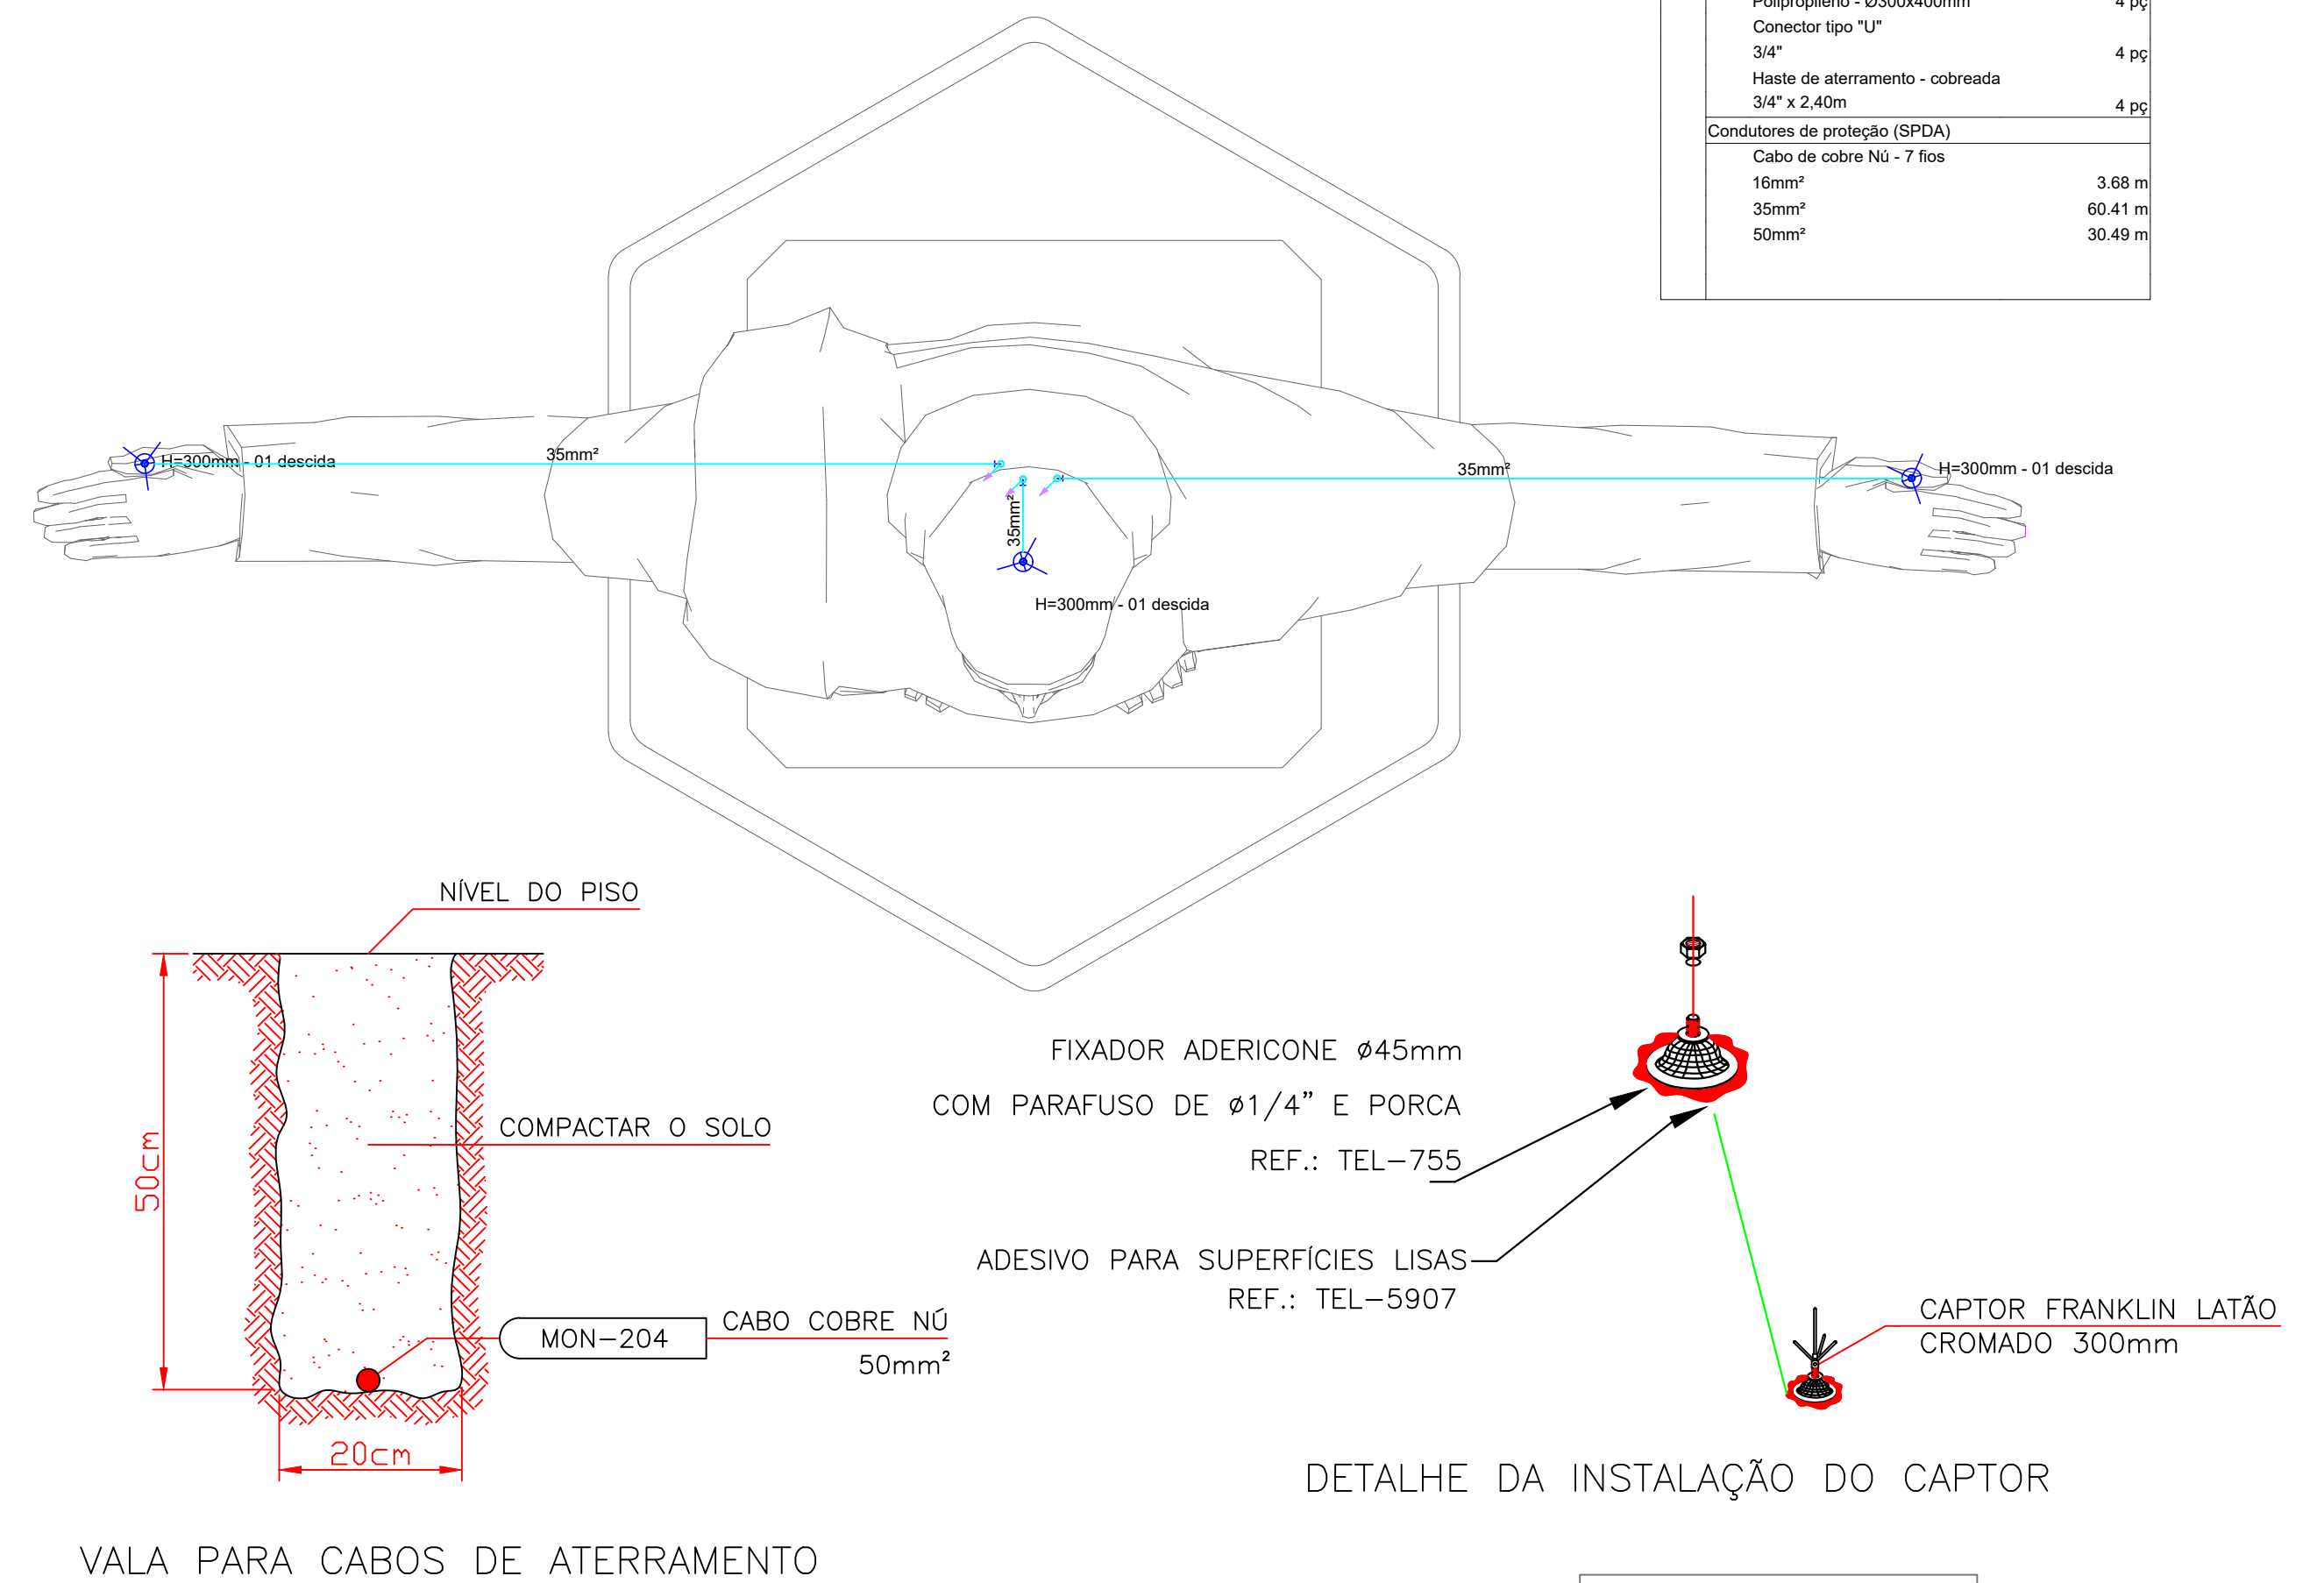 Polipropileno - Ø300x400mm 4 pç
Conector tipo "U"
3/4" 4 pç
Haste de aterramento - cobreada
3/4" x 2,40m 4 pç
Condutores de proteção (SPDA)
Cabo de cobre Nú - 7 fios
16mm² 3.68 m
35mm² 60.41 m
50mm² 30.49 m
H=300mm - 01 descida
35mm²
35mm²
H=300mm - 01 descida
35mm²
H=300mm - 01 descida
NÍVEL DO PISO
50cm
COMPACTAR O SOLO
MON-204
CABO COBRE NÚ
50mm²
20cm
VALA PARA CABOS DE ATERRAMENTO
FIXADOR ADERICONE ø45mm
COM PARAFUSO DE ø1/4” E PORCA
REF.: TEL-755
ADESIVO PARA SUPERFÍCIES LISAS
REF.: TEL-5907
CAPTOR FRANKLIN LATÃO
CROMADO 300mm
DETALHE DA INSTALAÇÃO DO CAPTOR